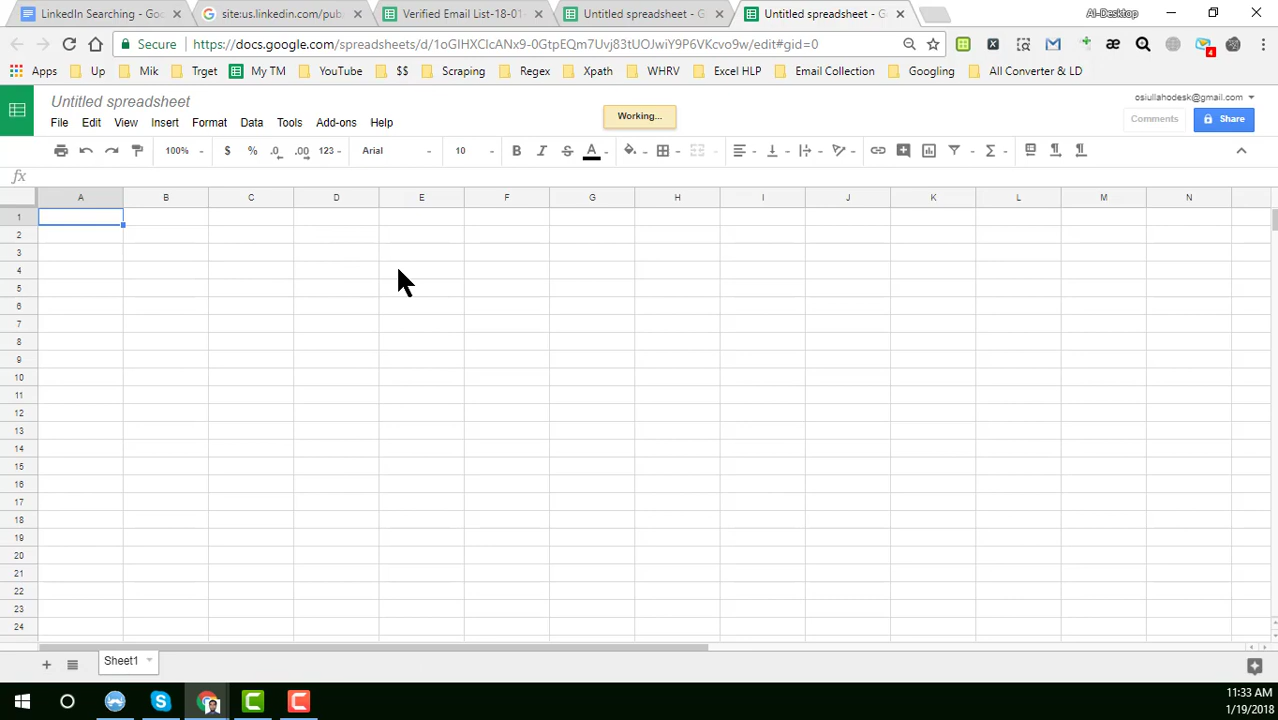 LinkedIn Searching - Goo
site:us.linkedin.com/pub
Verified Email List-18-01
Untitled spreadsheet - G
Untitled spreadsheet - G
AI-Desktop
Secure
https://docs.google.com/spreadsheets/d/1oGIHXCIcANx9-0GtpEQm7Uvj83tUOJwiY9P6VKcvo9w/edit#gid=0
4
Apps
Up
Mik
Trget
My TM
YouTube
$$
Scraping
Regex
Xpath
WHRV
Excel HLP
Email Collection
Googling
All Converter & LD
Untitled spreadsheet
Working...
osiullahodesk@gmail.com
File Edit View Insert Format Data Tools Add-ons Help
Comments
Share
100% $ % .0 .00 123 Arial 10 B I S A Σ
fx
A B C D E F G H I J K L M N
1
2
3
4
5
6
7
8
9
10
11
12
13
14
15
16
17
18
19
20
21
22
23
24
Sheet1
11:33 AM
1/19/2018